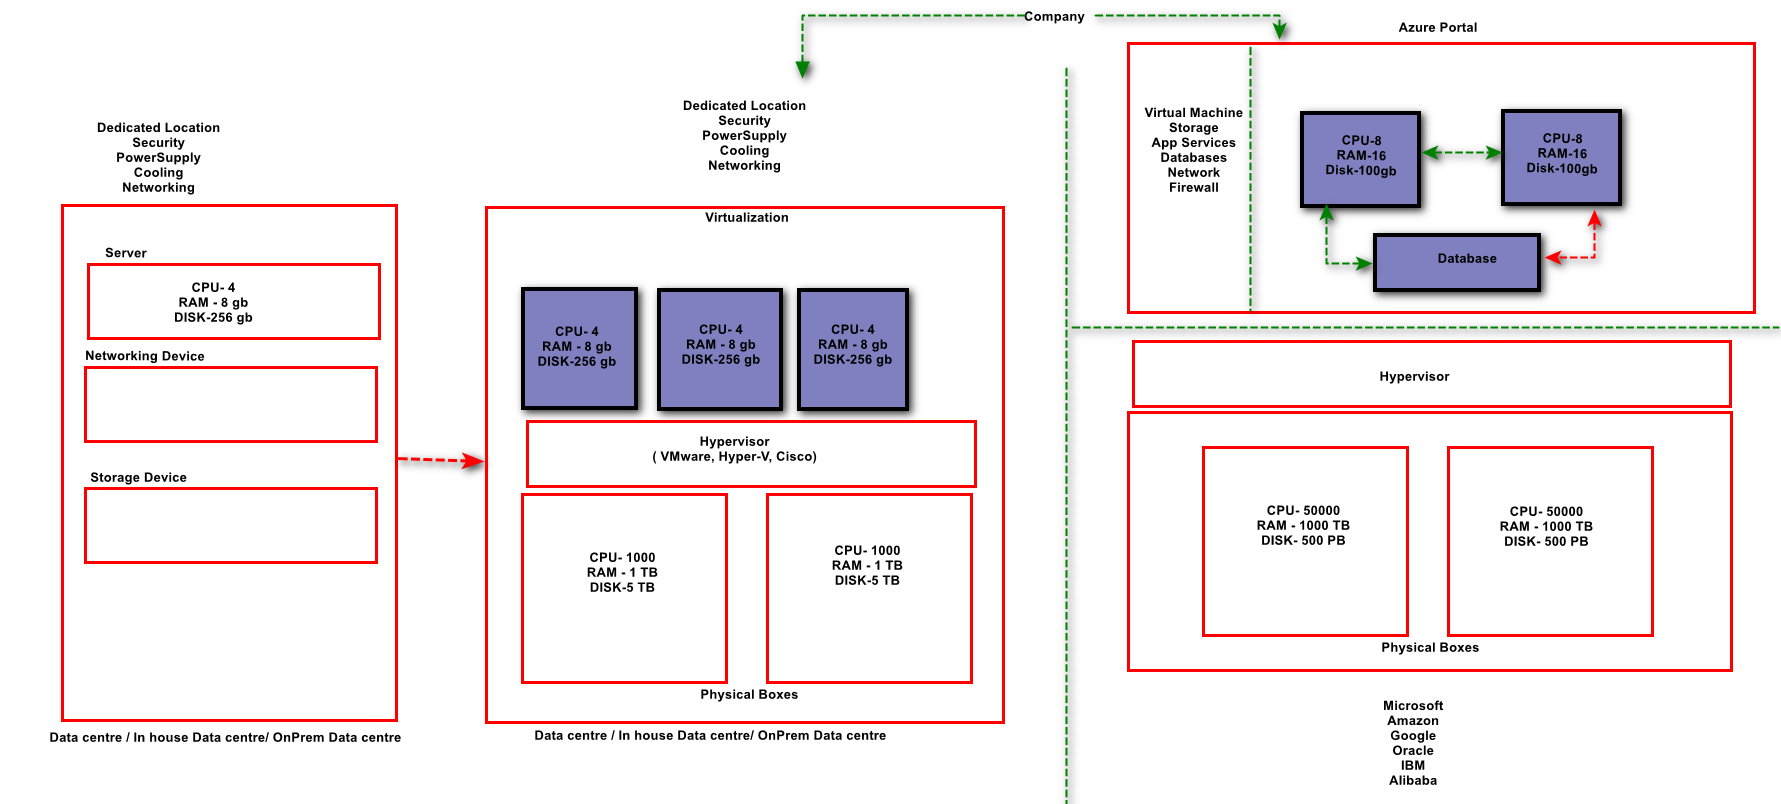 Company
Azure Portal
Dedicated Location
Security
PowerSupply
Cooling
Networking
Server
CPU- 4
RAM - 8 gb
DISK-256 gb
Networking Device
Storage Device
Data centre / In house Data centre/ OnPrem Data centre
Dedicated Location
Security
PowerSupply
Cooling
Networking
Virtualization
CPU- 4
RAM - 8 gb
DISK-256 gb
CPU- 4
RAM - 8 gb
DISK-256 gb
CPU- 4
RAM - 8 gb
DISK-256 gb
Hypervisor
( VMware, Hyper-V, Cisco)
CPU- 1000
RAM - 1 TB
DISK-5 TB
CPU- 1000
RAM - 1 TB
DISK-5 TB
Physical Boxes
Data centre / In house Data centre/ OnPrem Data centre
Virtual Machine
Storage
App Services
Databases
Network
Firewall
CPU-8
RAM-16
Disk-100gb
CPU-8
RAM-16
Disk-100gb
Database
Hypervisor
CPU- 50000
RAM - 1000 TB
DISK- 500 PB
CPU- 50000
RAM - 1000 TB
DISK- 500 PB
Physical Boxes
Microsoft
Amazon
Google
Oracle
IBM
Alibaba